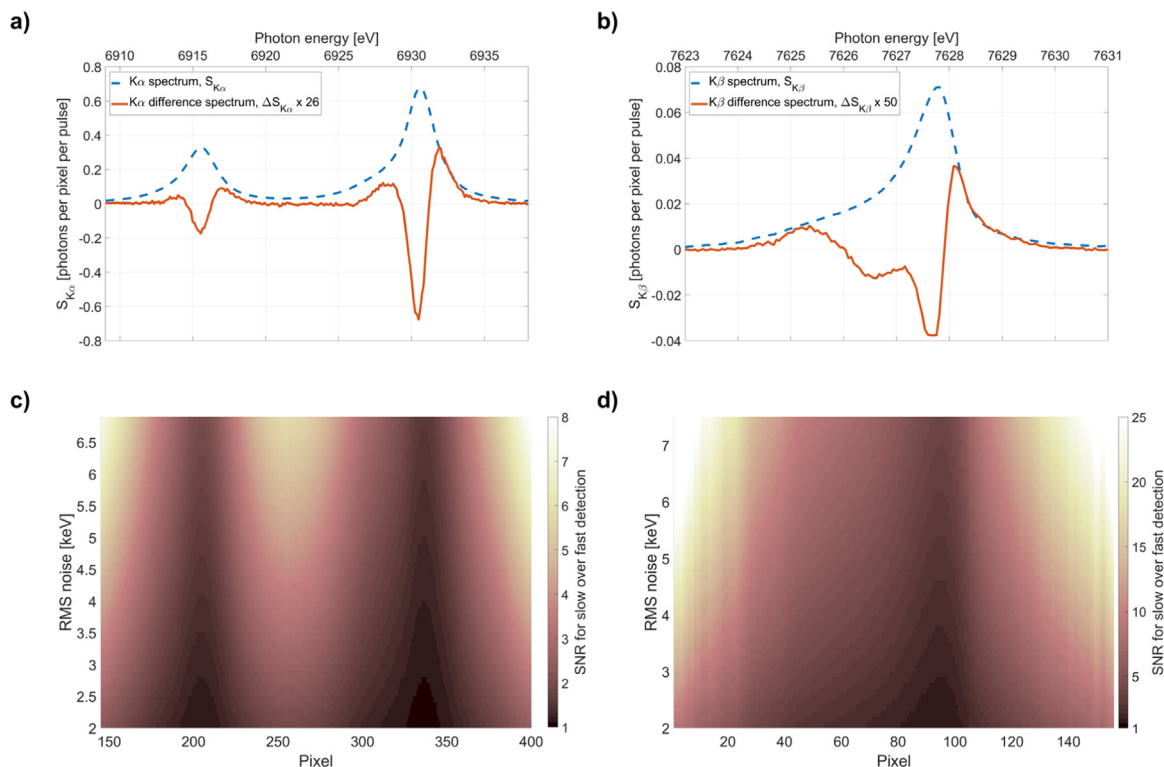 a)
Photon energy [eV]
6910 6915 6920 6925 6930 6935
0.8
0.6
0.4
0.2
0
-0.2
-0.4
-0.6
-0.8
S_Kα [photons per pixel per pulse]
Kα spectrum, S_Kα
Kα difference spectrum, ΔS_Kα x 26
b)
Photon energy [eV]
7623 7624 7625 7626 7627 7628 7629 7630 7631
0.08
0.06
0.04
0.02
0
-0.02
-0.04
S_Kβ [photons per pixel per pulse]
Kβ spectrum, S_Kβ
Kβ difference spectrum, ΔS_Kβ x 50
c)
RMS noise [keV]
6.5
6
5.5
5
4.5
4
3.5
3
2.5
2
150 200 250 300 350 400
Pixel
8
7
6
5
4
3
2
1
SNR for slow over fast detection
d)
RMS noise [keV]
7
6
5
4
3
2
20 40 60 80 100 120 140
Pixel
25
20
15
10
5
1
SNR for slow over fast detection